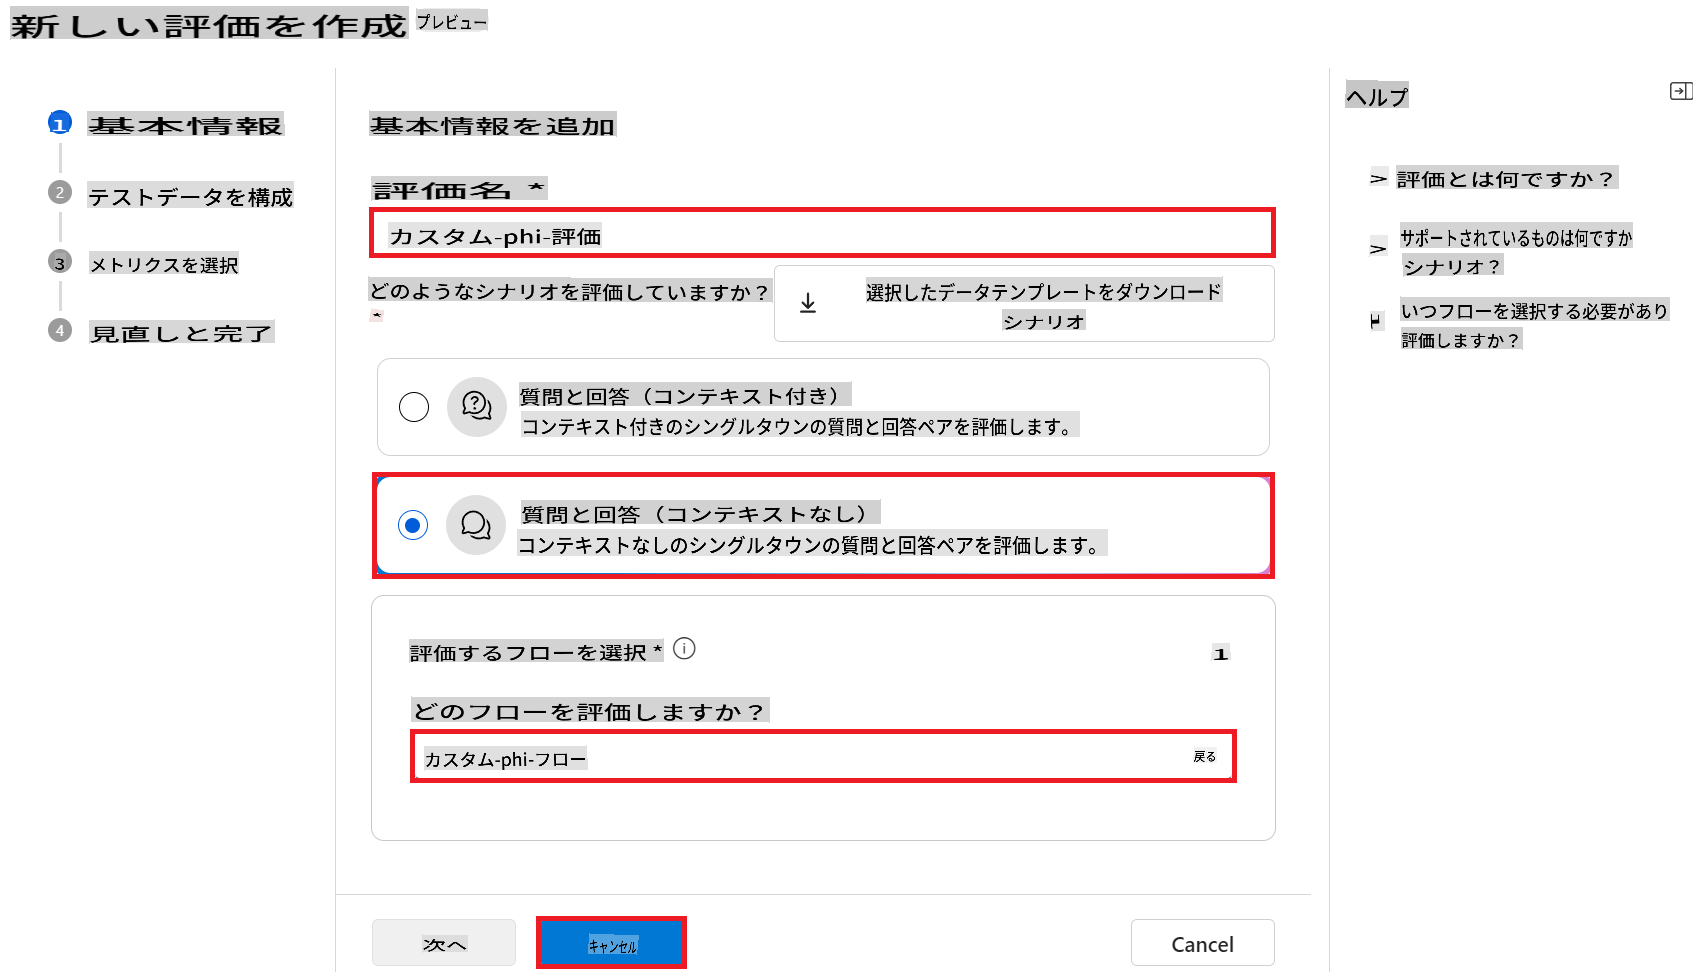 新しい評価を作成 プレビュー
1 基本情報
2 テストデータを構成
3 メトリクスを選択
4 見直しと完了
基本情報を追加
評価名 *
カスタム-phi-評価
どのようなシナリオを評価していますか？
*
選択したデータテンプレートをダウンロード
シナリオ
質問と回答（コンテキスト付き）
コンテキスト付きのシングルタウンの質問と回答ペアを評価します。
質問と回答（コンテキストなし）
コンテキストなしのシングルタウンの質問と回答ペアを評価します。
評価するフローを選択 *
1
どのフローを評価しますか？
カスタム-phi-フロー
戻る
次へ
キャンセル
Cancel
ヘルプ
> 評価とは何ですか？
> サポートされているものは何ですか
シナリオ？
いつフローを選択する必要があり
評価しますか？